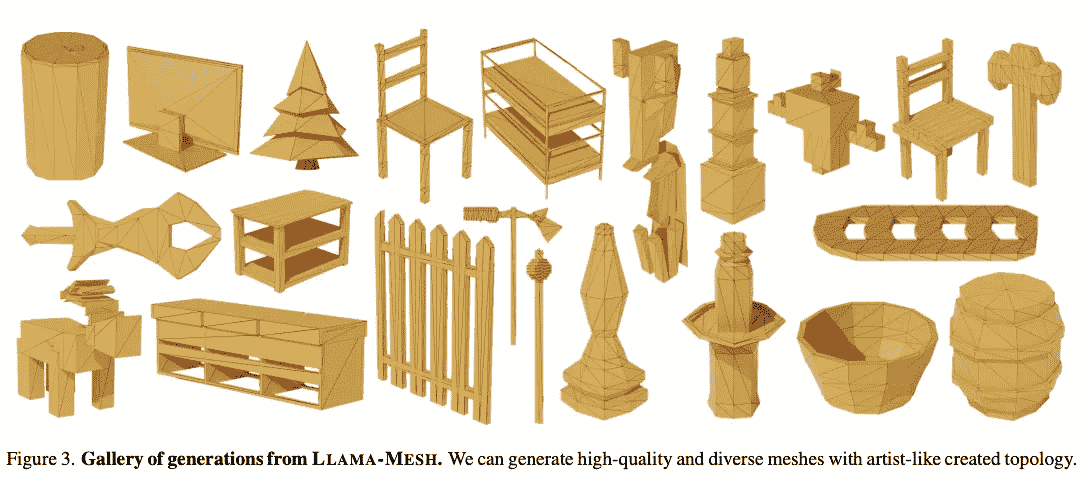 Figure 3. Gallery of generations from LLAMA-MESH. We can generate high-quality and diverse meshes with artist-like created topology.